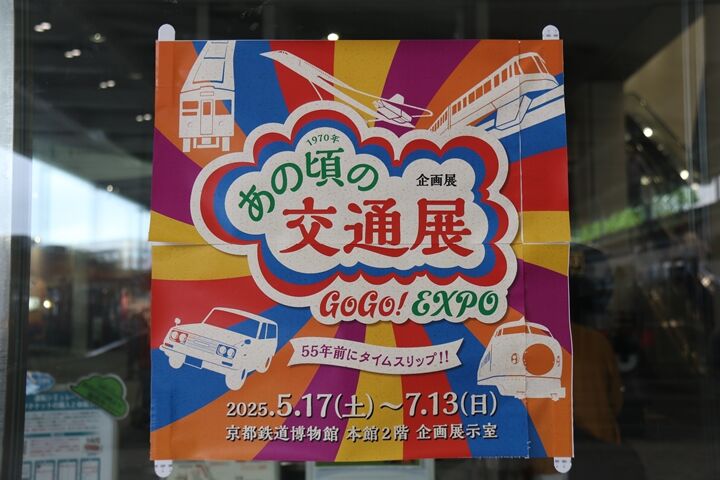 1970年
あの頃の
企画展
交通展
GOGO! EXPO
55年前にタイムスリップ!!
2025.5.17(土)〜7.13(日)
京都鉄道博物館 本館2階 企画展示室